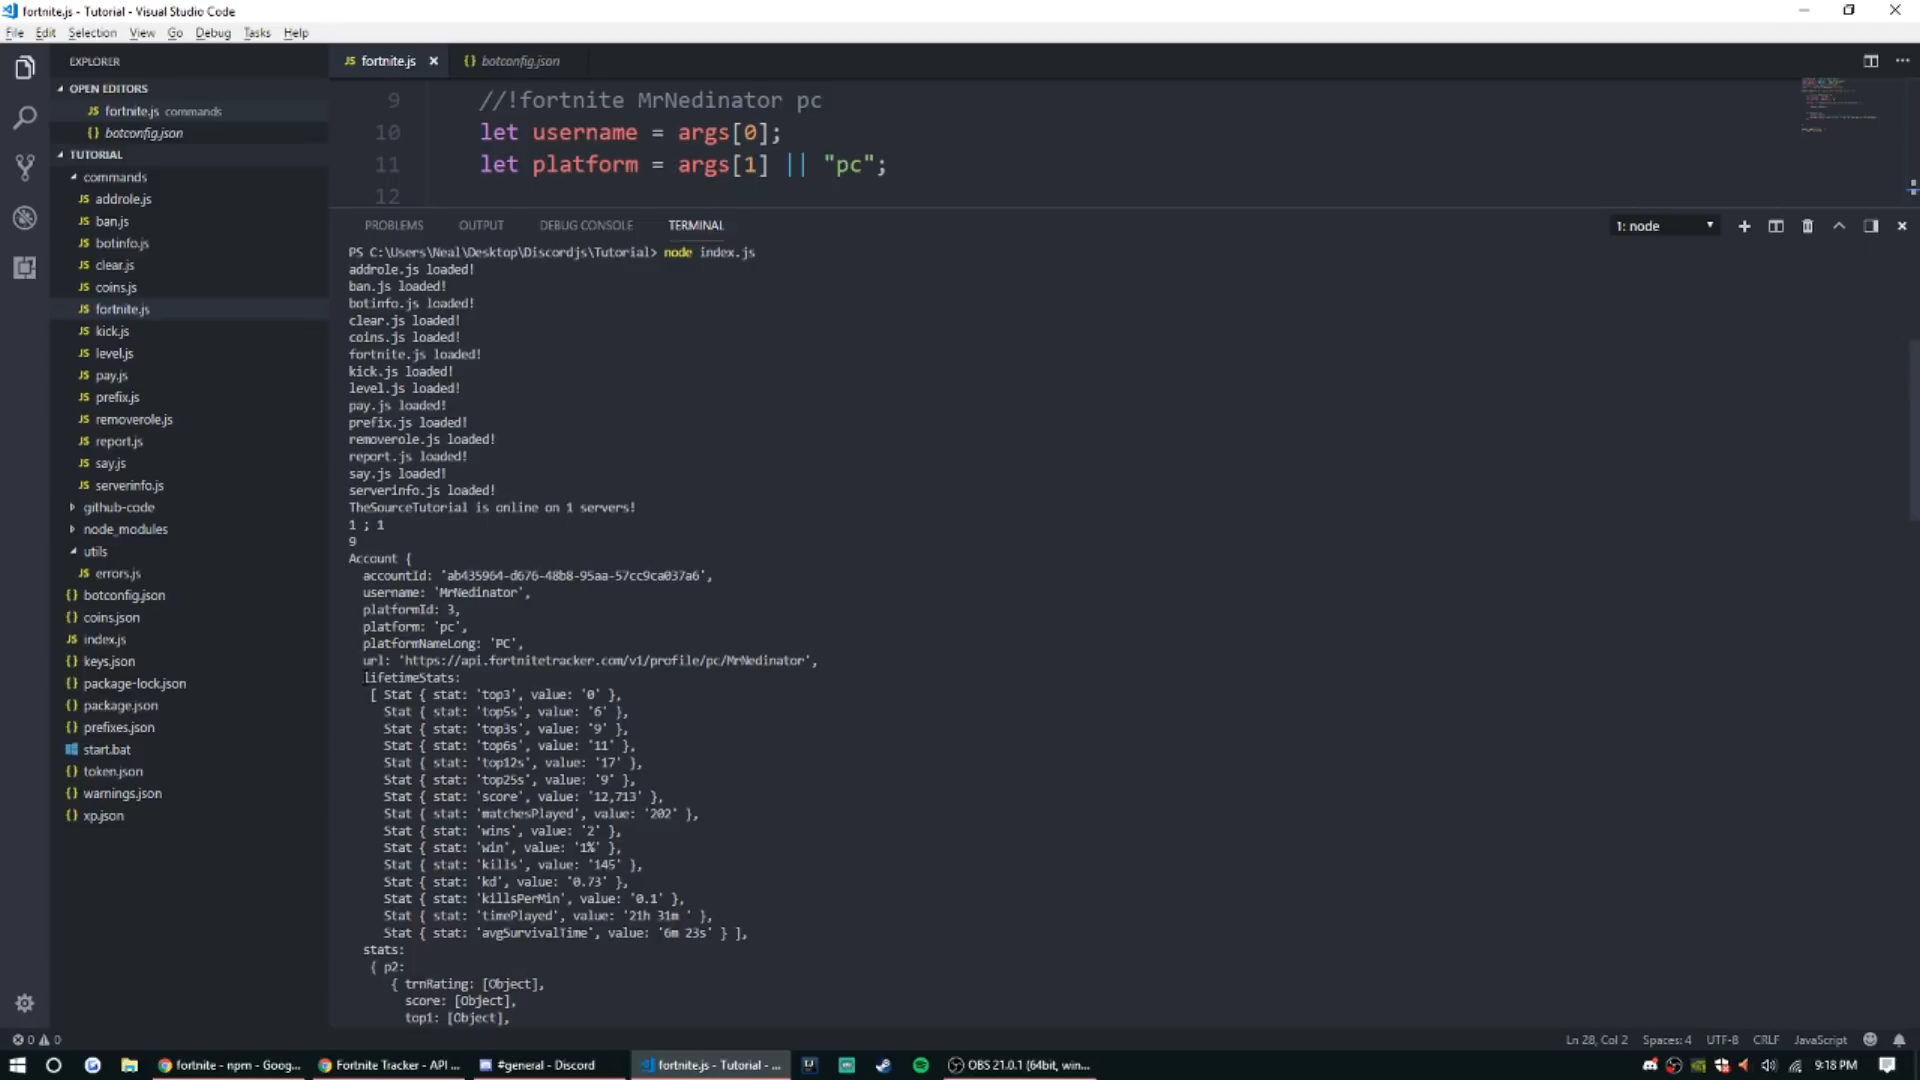 fortnite.js - Tutorial - Visual Studio Code
File Edit Selection View Go Debug Tasks Help
EXPLORER
OPEN EDITORS
JS fortnite.js commands
{} botconfig.json
TUTORIAL
commands
JS addrole.js
JS ban.js
JS botinfo.js
JS clear.js
JS coins.js
JS fortnite.js
JS kick.js
JS level.js
JS pay.js
JS prefix.js
JS removerole.js
JS report.js
JS say.js
JS serverinfo.js
github-code
node_modules
utils
JS errors.js
{} botconfig.json
{} coins.json
JS index.js
{} keys.json
{} package-lock.json
{} package.json
{} prefixes.json
start.bat
{} token.json
{} warnings.json
{} xp.json
JS fortnite.js {} botconfig.json
9 //!fortnite MrNedinator pc
10 let username = args[0];
11 let platform = args[1] || "pc";
12
PROBLEMS OUTPUT DEBUG CONSOLE TERMINAL 1: node
PS C:\Users\Neal\Desktop\Discordjs\Tutorial> node index.js
addrole.js loaded!
ban.js loaded!
botinfo.js loaded!
clear.js loaded!
coins.js loaded!
fortnite.js loaded!
kick.js loaded!
level.js loaded!
pay.js loaded!
prefix.js loaded!
removerole.js loaded!
report.js loaded!
say.js loaded!
serverinfo.js loaded!
TheSourceTutorial is online on 1 servers!
1 ; 1
9
Account {
accountId: 'ab435964-d676-48b8-95aa-57cc9ca037a6',
username: 'MrNedinator',
platformId: 3,
platform: 'pc',
platformNameLong: 'PC',
url: 'https://api.fortnitetracker.com/v1/profile/pc/MrNedinator',
lifetimeStats:
[ Stat { stat: 'top3', value: '0' },
Stat { stat: 'top5s', value: '6' },
Stat { stat: 'top3s', value: '9' },
Stat { stat: 'top6s', value: '11' },
Stat { stat: 'top12s', value: '17' },
Stat { stat: 'top25s', value: '9' },
Stat { stat: 'score', value: '12,713' },
Stat { stat: 'matchesPlayed', value: '202' },
Stat { stat: 'wins', value: '2' },
Stat { stat: 'win', value: '1%' },
Stat { stat: 'kills', value: '145' },
Stat { stat: 'kd', value: '0.73' },
Stat { stat: 'killsPerMin', value: '0.1' },
Stat { stat: 'timePlayed', value: '21h 31m ' },
Stat { stat: 'avgSurvivalTime', value: '6m 23s' } ],
stats:
{ p2:
{ trnRating: [Object],
score: [Object],
top1: [Object],
0 0 Ln 28, Col 2 Spaces: 4 UTF-8 CRLF JavaScript
fortnite - npm - Goog... Fortnite Tracker - API ... #general - Discord fortnite.js - Tutorial - ... OBS 21.0.1 (64bit, win... 9:18 PM